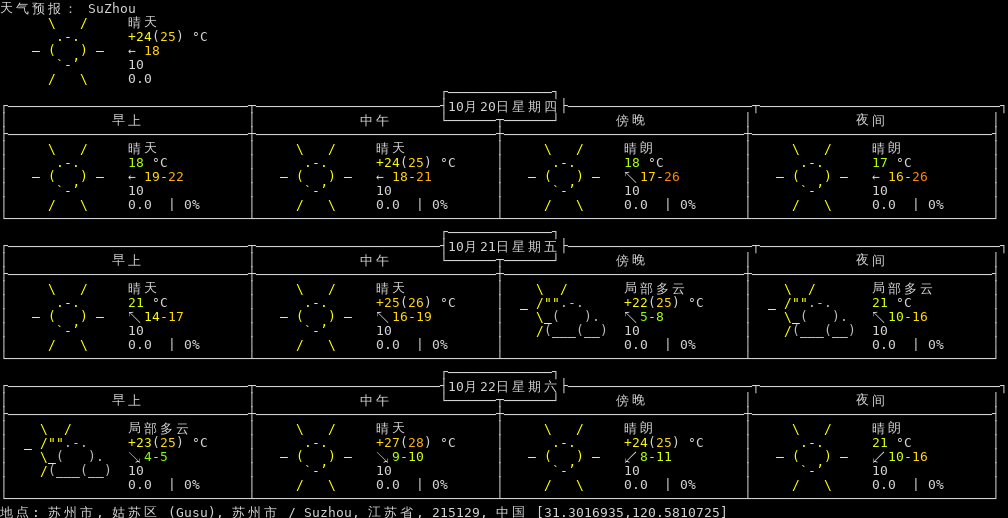 天气预报: SuZhou
晴天
+24(25) °C
← 18
10
0.0
10月20日星期四
早上 中午 傍晚 夜间
晴天 晴天 晴朗 晴朗
18 °C +24(25) °C 18 °C 17 °C
← 19-22 ← 18-21 ↖ 17-26 ← 16-26
10 10 10 10
0.0 | 0% 0.0 | 0% 0.0 | 0% 0.0 | 0%
10月21日星期五
早上 中午 傍晚 夜间
晴天 晴天 局部多云 局部多云
21 °C +25(26) °C +22(25) °C 21 °C
↖ 14-17 ↖ 16-19 ↖ 5-8 ↖ 10-16
10 10 10 10
0.0 | 0% 0.0 | 0% 0.0 | 0% 0.0 | 0%
10月22日星期六
早上 中午 傍晚 夜间
局部多云 晴天 晴朗 晴朗
+23(25) °C +27(28) °C +24(25) °C 21 °C
↘ 4-5 ↘ 9-10 ↙ 8-11 ↙ 10-16
10 10 10 10
0.0 | 0% 0.0 | 0% 0.0 | 0% 0.0 | 0%
地点: 苏州市, 姑苏区 (Gusu), 苏州市 / Suzhou, 江苏省, 215129, 中国 [31.3016935,120.5810725]